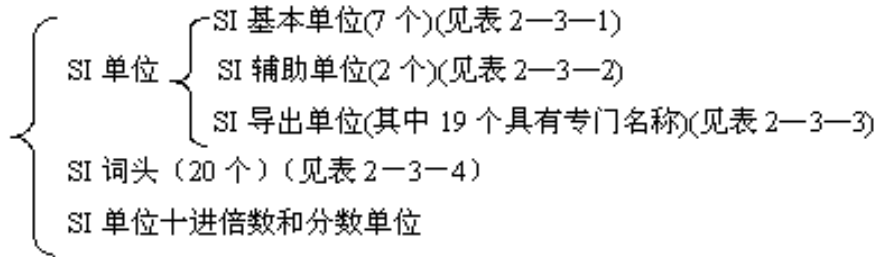 SI 基本单位(7 个)(见表 2—3—1)
SI 单位
SI 辅助单位(2 个)(见表 2—3—2)
SI 导出单位(其中 19 个具有专门名称)(见表 2—3—3)
SI 词头（20 个）（见表 2－3－4）
SI 单位十进倍数和分数单位